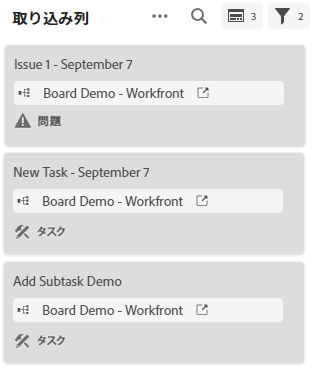 取り込み列 ... 3 2
Issue 1 - September 7
Board Demo - Workfront
問題
New Task - September 7
Board Demo - Workfront
タスク
Add Subtask Demo
Board Demo - Workfront
タスク